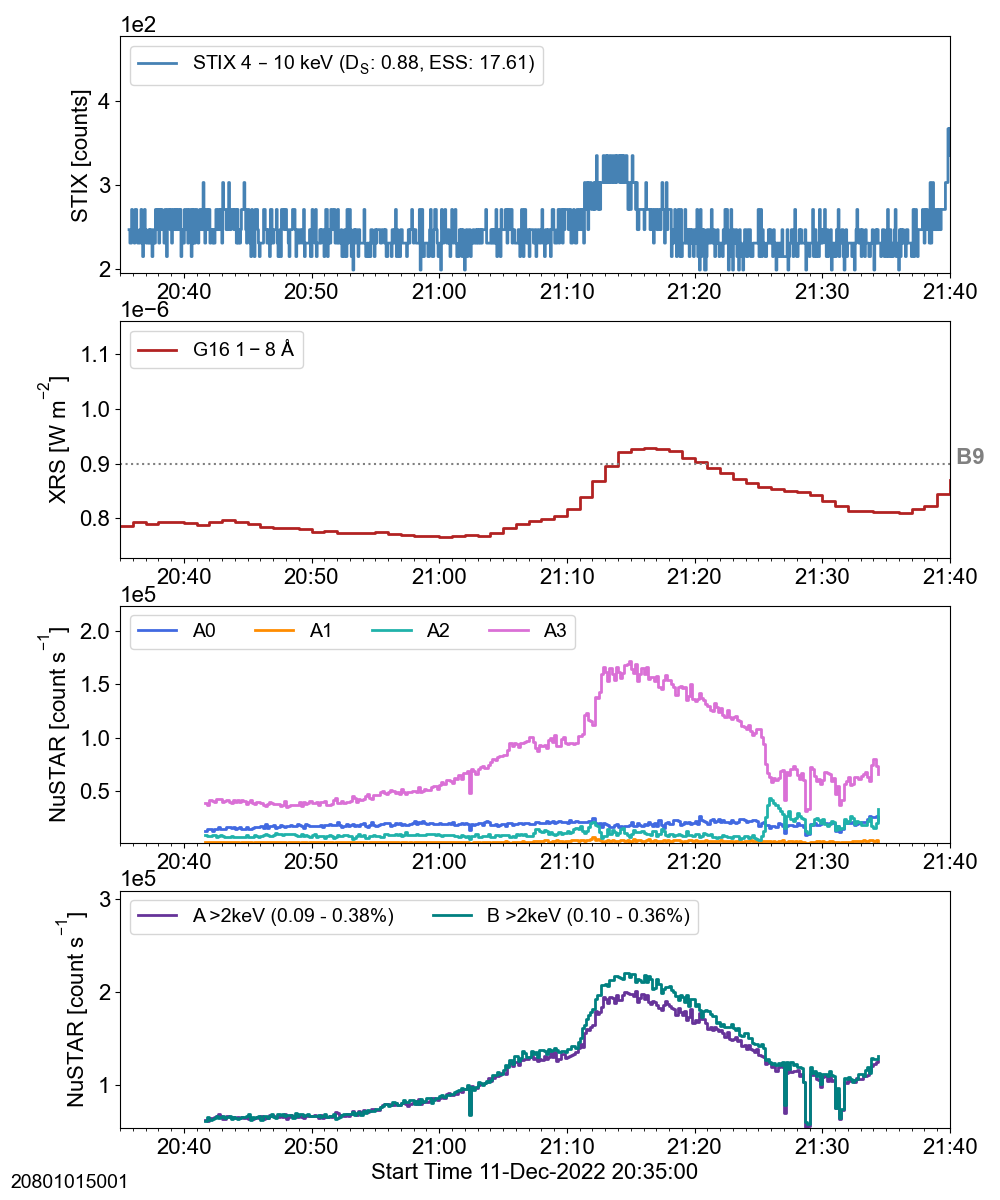 1e2
STIX 4 – 10 keV (D_S: 0.88, ESS: 17.61)
STIX [counts]
4
3
2
20:40 20:50 21:00 21:10 21:20 21:30 21:40
1e−6
G16 1 – 8 Å
XRS [W m⁻²]
1.1
1.0
0.9
0.8
B9
20:40 20:50 21:00 21:10 21:20 21:30 21:40
1e5
A0 A1 A2 A3
NuSTAR [count s⁻¹]
2.0
1.5
1.0
0.5
20:40 20:50 21:00 21:10 21:20 21:30 21:40
1e5
A >2keV (0.09 - 0.38%) B >2keV (0.10 - 0.36%)
NuSTAR [count s⁻¹]
3
2
1
20:40 20:50 21:00 21:10 21:20 21:30 21:40
Start Time 11-Dec-2022 20:35:00
20801015001